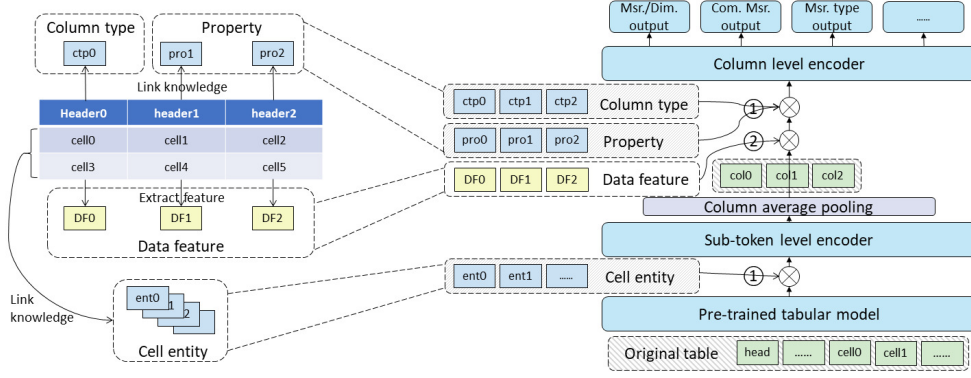 Column type
Property
ctp0
pro1
pro2
Link knowledge
Header0
header1
header2
cell0
cell1
cell2
cell3
cell4
cell5
Extract feature
DF0
DF1
DF2
Data feature
Link
knowledge
ent0
1
2
Cell entity
ctp0
ctp1
ctp2
Column type
pro0
pro1
pro2
Property
DF0
DF1
DF2
Data feature
ent0
ent1
......
Cell entity
Msr./Dim.
output
Com. Msr.
output
Msr. type
output
......
Column level encoder
1
2
col0
col1
col2
Column average pooling
Sub-token level encoder
1
Pre-trained tabular model
Original table
head
......
cell0
cell1
......